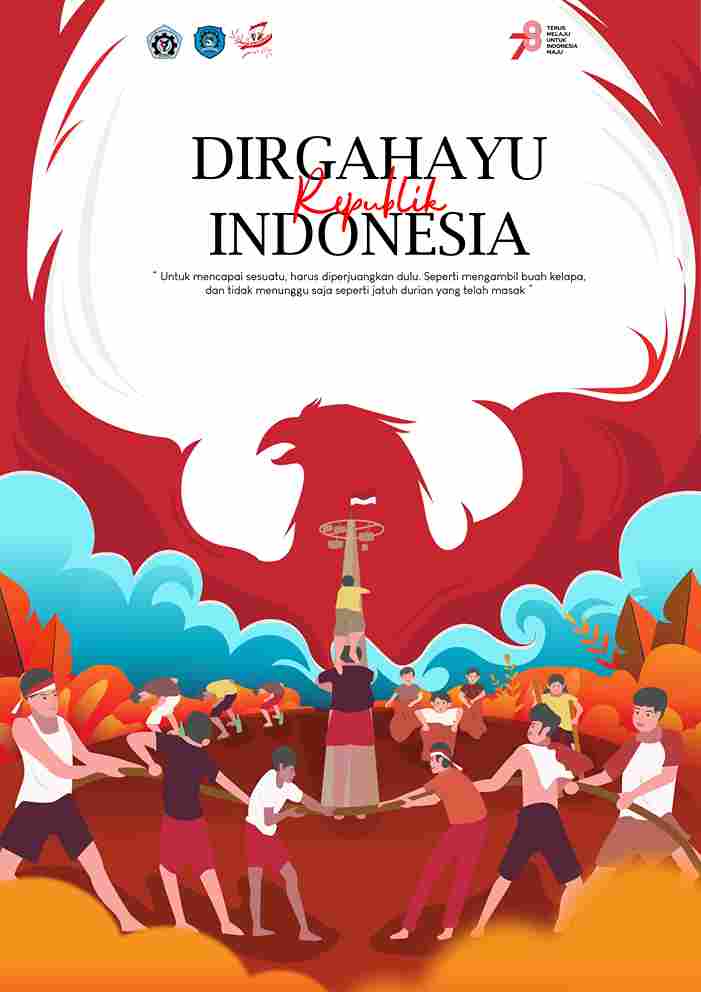 78
TERUS
MELAJU
UNTUK
INDONESIA
MAJU
DIRGAHAYU
Republik
INDONESIA
" Untuk mencapai sesuatu, harus diperjuangkan dulu. Seperti mengambil buah kelapa,
dan tidak menunggu saja seperti jatuh durian yang telah masak "